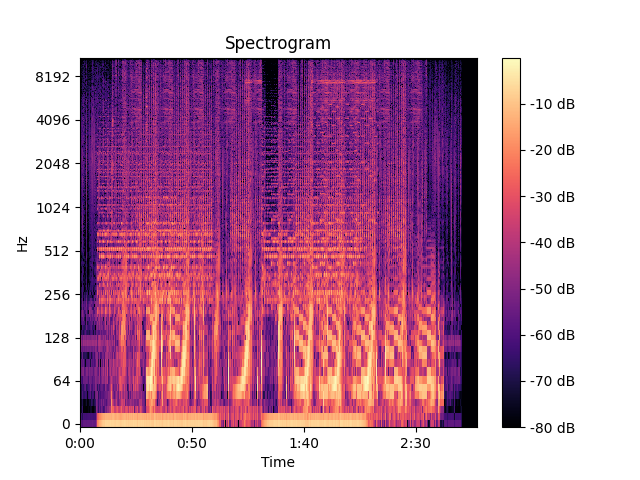 Spectrogram
8192
4096
2048
1024
512
256
128
64
0
Hz
0:00
0:50
1:40
2:30
Time
-10 dB
-20 dB
-30 dB
-40 dB
-50 dB
-60 dB
-70 dB
-80 dB